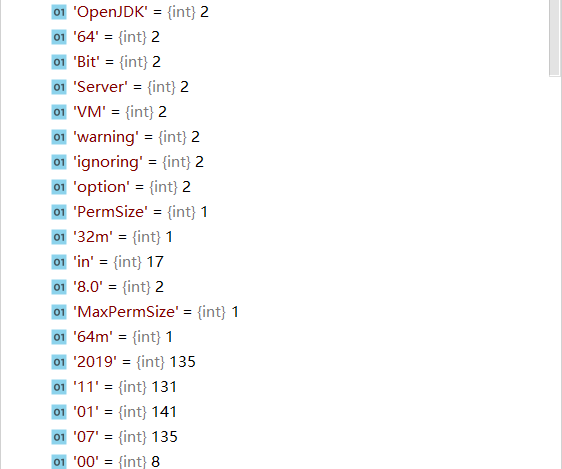 01 'OpenJDK' = {int} 2
01 '64' = {int} 2
01 'Bit' = {int} 2
01 'Server' = {int} 2
01 'VM' = {int} 2
01 'warning' = {int} 2
01 'ignoring' = {int} 2
01 'option' = {int} 2
01 'PermSize' = {int} 1
01 '32m' = {int} 1
01 'in' = {int} 17
01 '8.0' = {int} 2
01 'MaxPermSize' = {int} 1
01 '64m' = {int} 1
01 '2019' = {int} 135
01 '11' = {int} 131
01 '01' = {int} 141
01 '07' = {int} 135
01 '00' = {int} 8